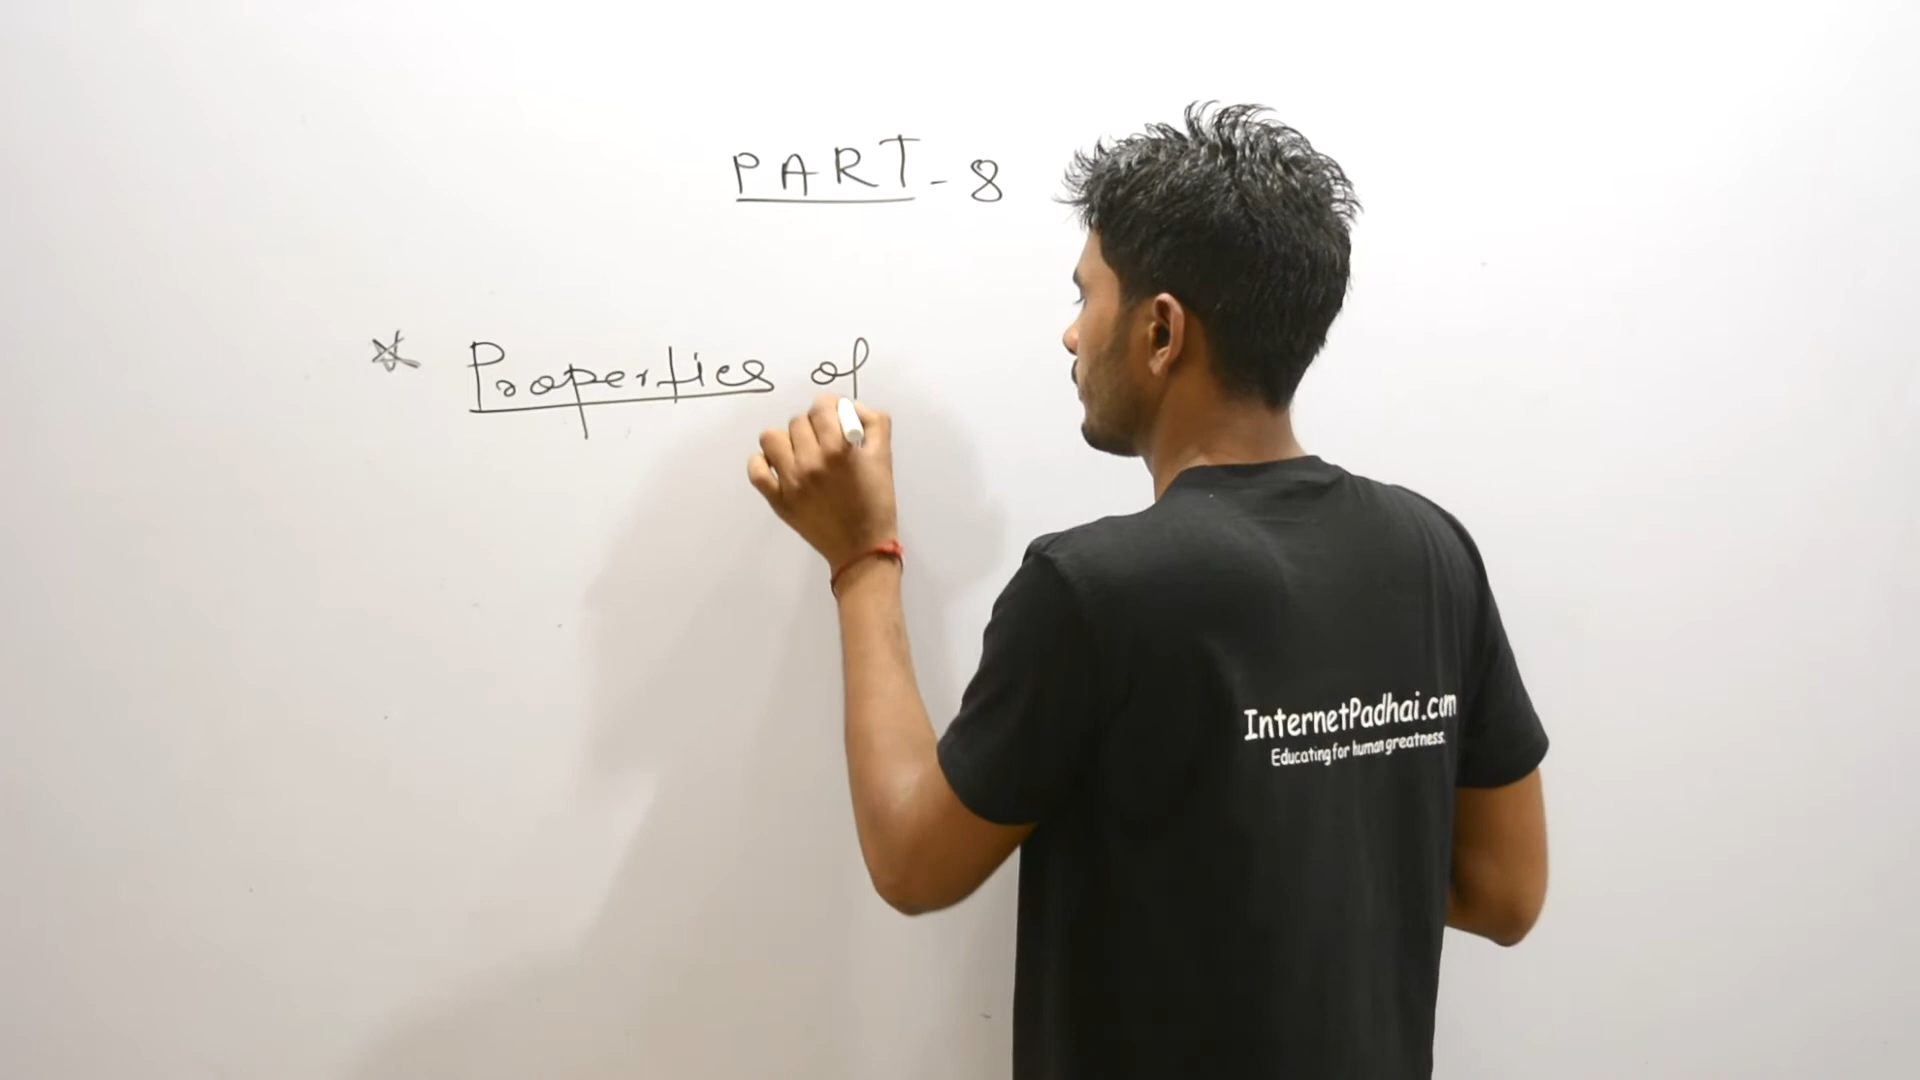 PART - 8
* Properties of
InternetPadhai.com
Educating for human greatness.